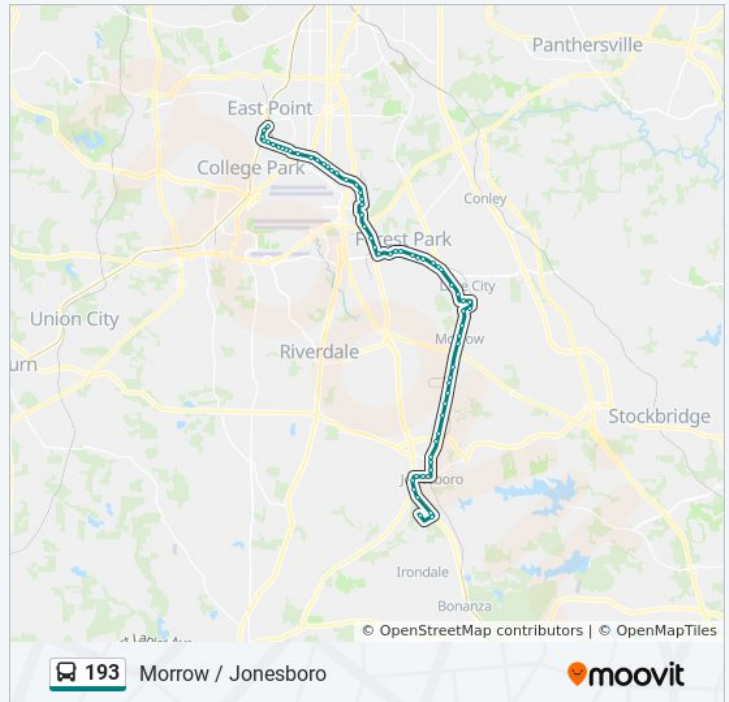 Panthersville
East Point
College Park
Conley
Forest Park
Lake City
Union City
Morrow
urn
Riverdale
Stockbridge
Jonesboro
Irondale
Bonanza
© OpenStreetMap contributors | © OpenMapTiles
193 Morrow / Jonesboro
moovit